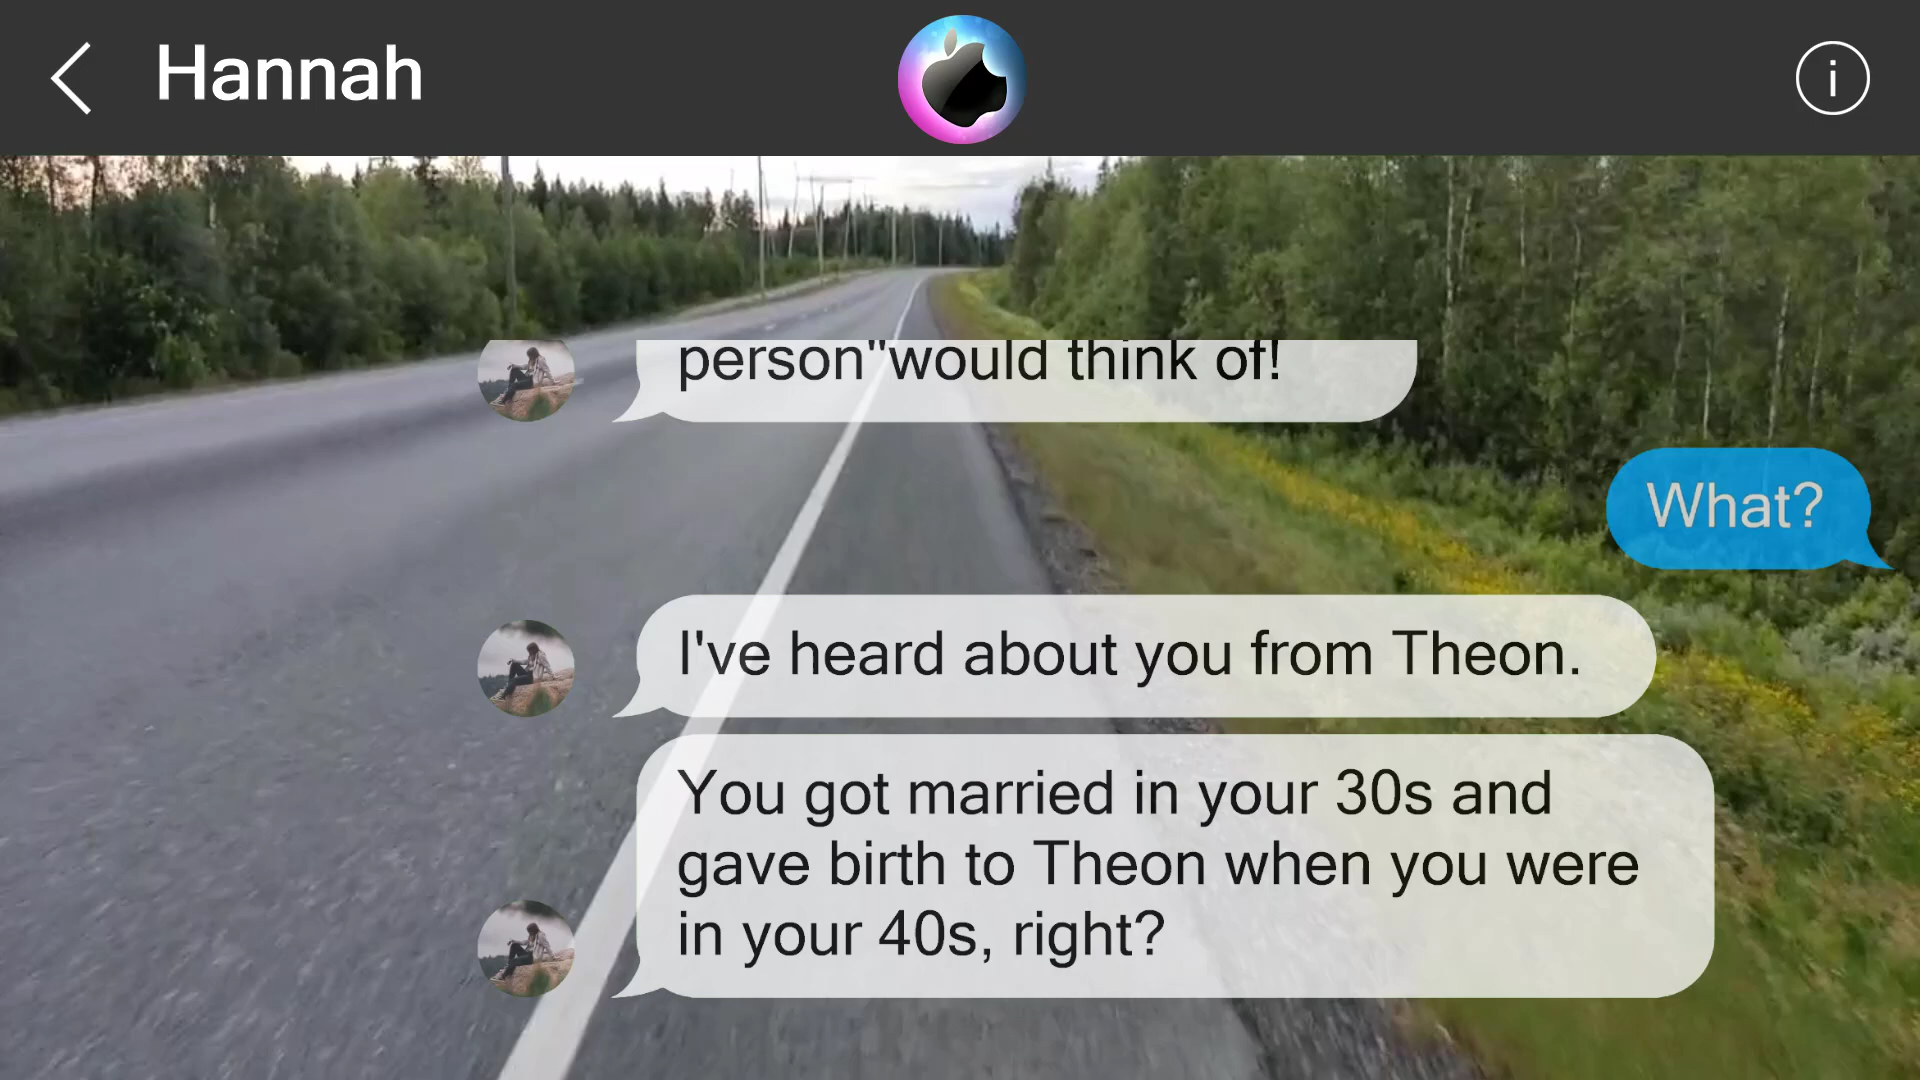 Hannah
i
person"would think of!
What?
I've heard about you from Theon.
You got married in your 30s and
gave birth to Theon when you were
in your 40s, right?